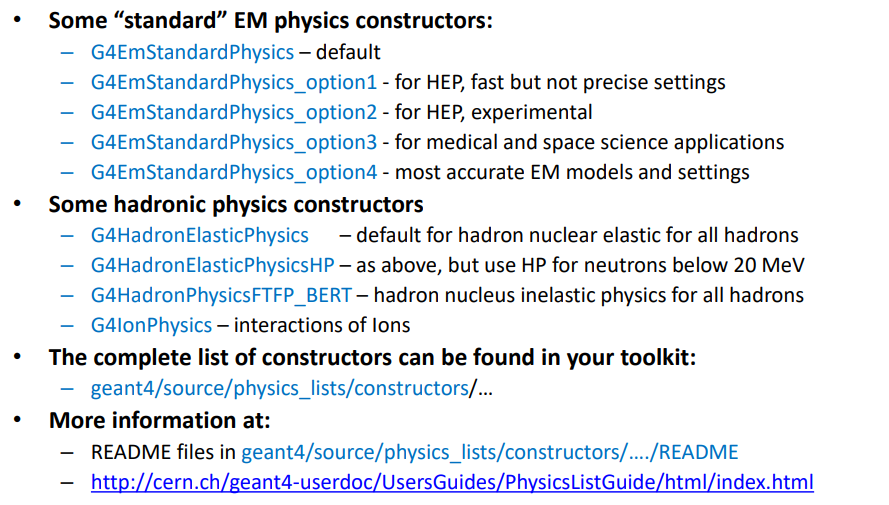 • Some “standard” EM physics constructors:
– G4EmStandardPhysics – default
– G4EmStandardPhysics_option1 - for HEP, fast but not precise settings
– G4EmStandardPhysics_option2 - for HEP, experimental
– G4EmStandardPhysics_option3 - for medical and space science applications
– G4EmStandardPhysics_option4 - most accurate EM models and settings
• Some hadronic physics constructors
– G4HadronElasticPhysics – default for hadron nuclear elastic for all hadrons
– G4HadronElasticPhysicsHP – as above, but use HP for neutrons below 20 MeV
– G4HadronPhysicsFTFP_BERT – hadron nucleus inelastic physics for all hadrons
– G4IonPhysics – interactions of Ions
• The complete list of constructors can be found in your toolkit:
– geant4/source/physics_lists/constructors/…
• More information at:
– README files in geant4/source/physics_lists/constructors/…./README
– http://cern.ch/geant4-userdoc/UsersGuides/PhysicsListGuide/html/index.html